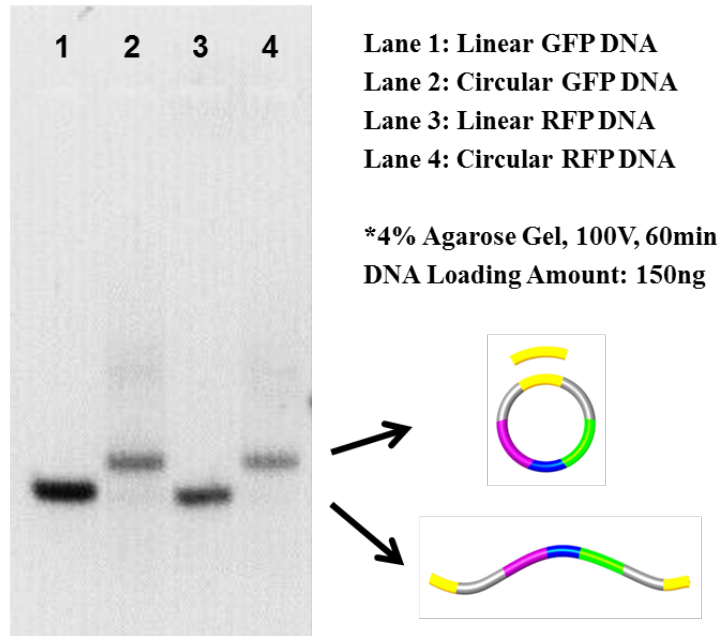 1 2 3 4
Lane 1: Linear GFP DNA
Lane 2: Circular GFP DNA
Lane 3: Linear RFP DNA
Lane 4: Circular RFP DNA
*4% Agarose Gel, 100V, 60min
DNA Loading Amount: 150ng